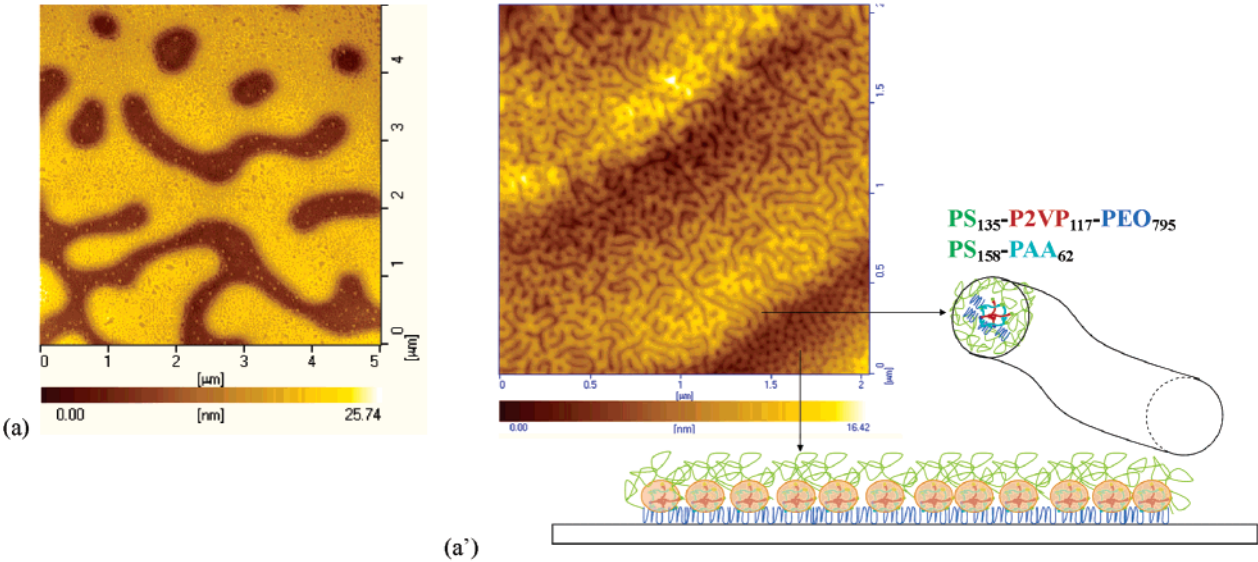 4
3
2
1
0
[µm]
0 1 2 3 4 5
[µm]
0.00 [nm] 25.74
(a)
2
1.5
1
0.5
0
[µm]
0 0.5 1 1.5 2
[µm]
0.00 [nm] 16.42
PS135-P2VP117-PEO795
PS158-PAA62
(a’)